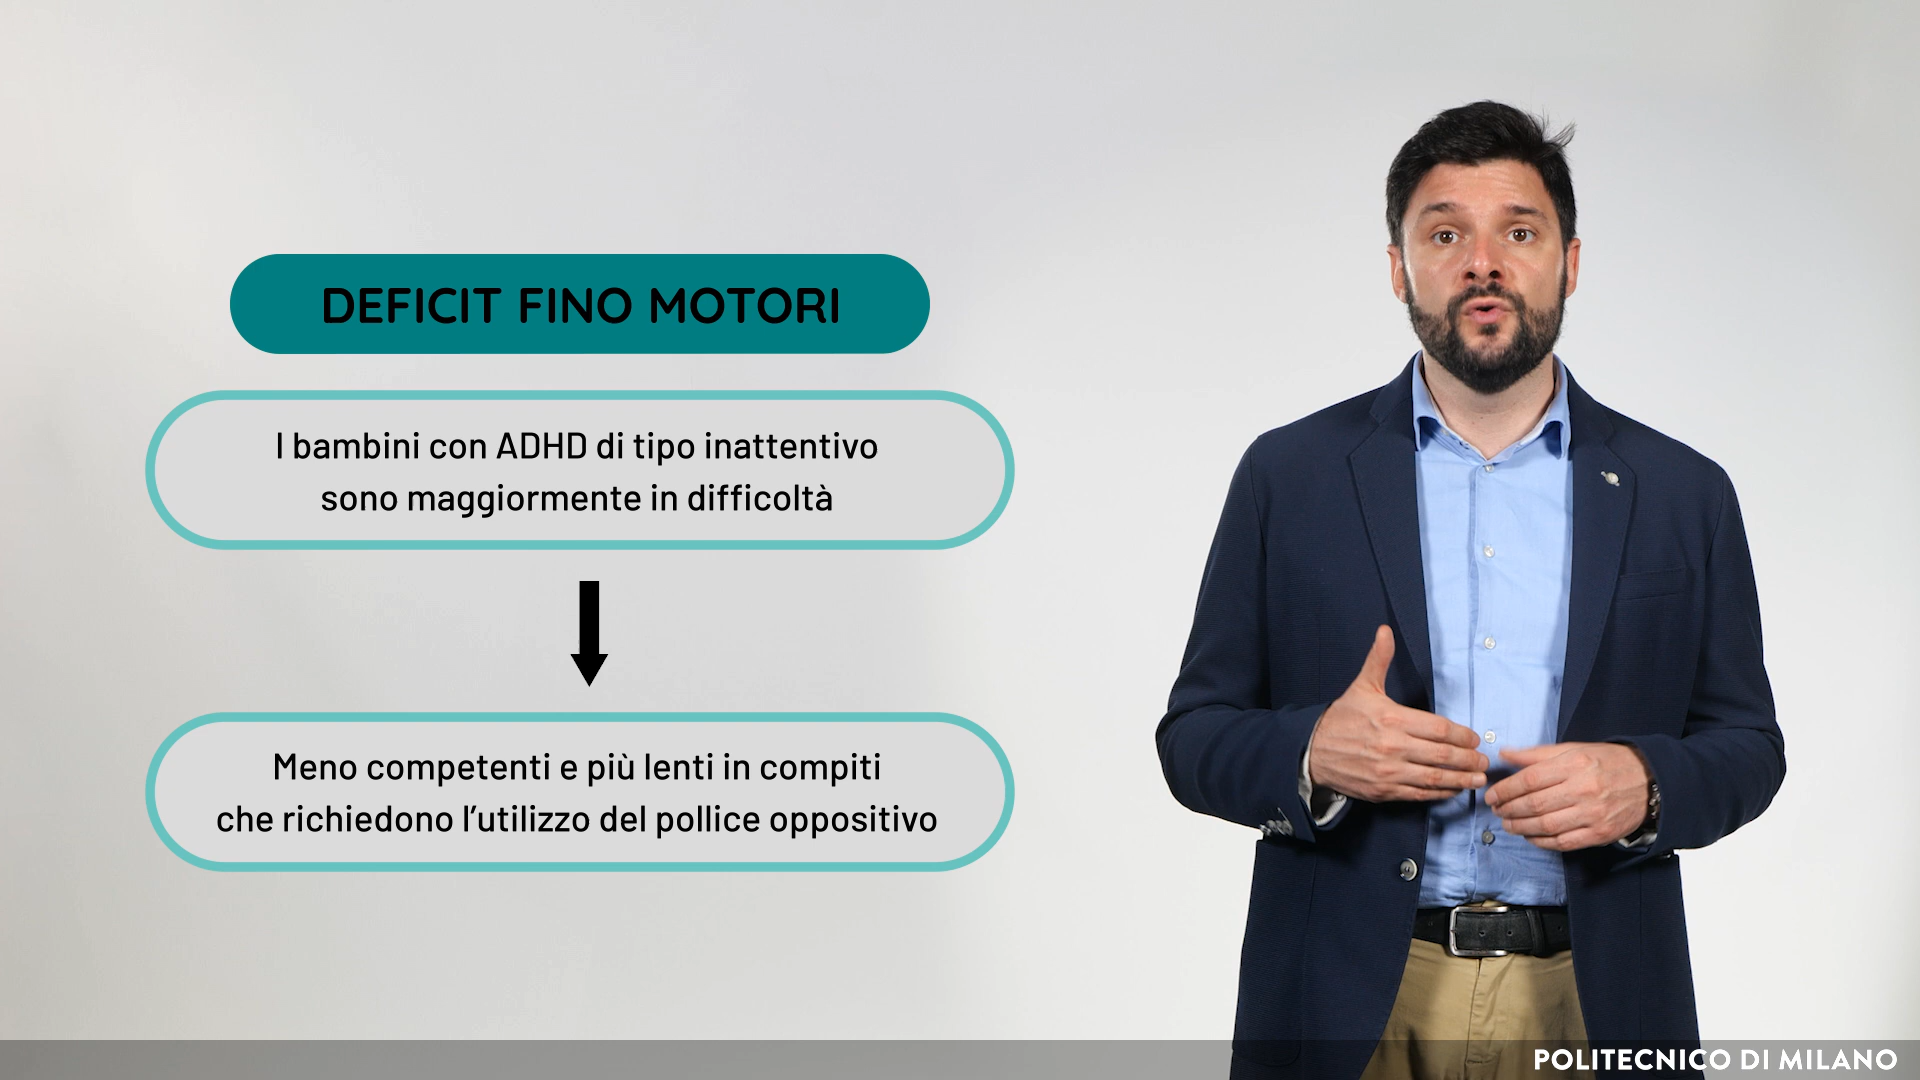 DEFICIT FINO MOTORI
I bambini con ADHD di tipo inattentivo
sono maggiormente in difficoltà
Meno competenti e più lenti in compiti
che richiedono l’utilizzo del pollice oppositivo
POLITECNICO DI MILANO